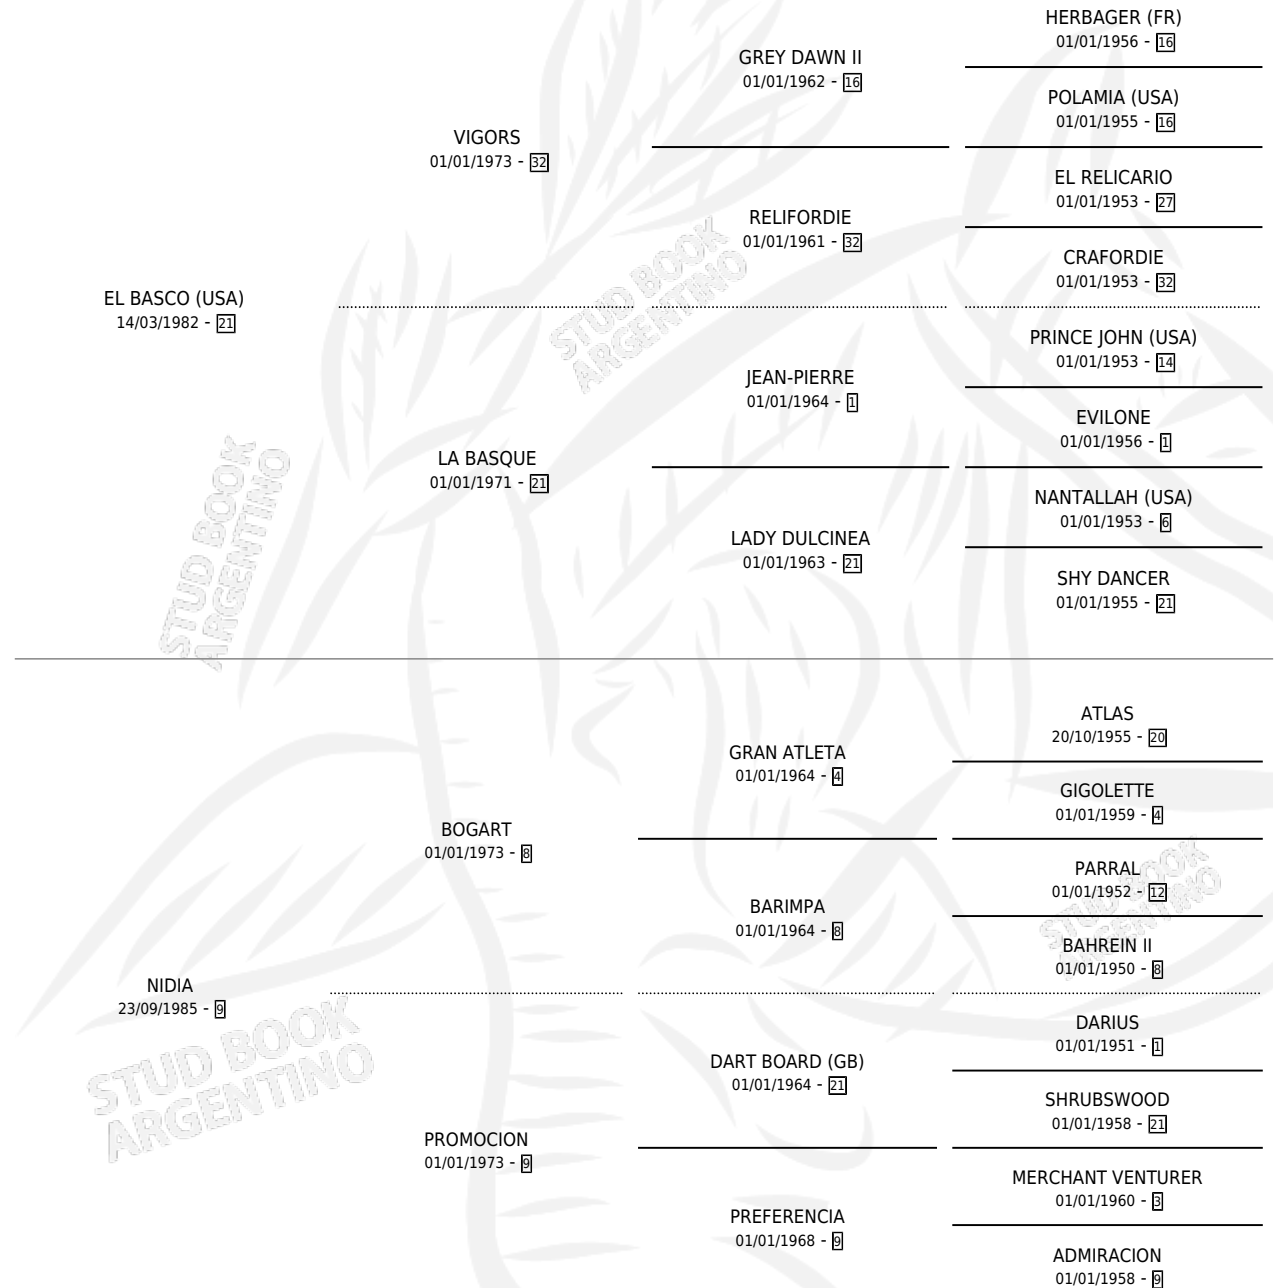 HERBAGER (FR)
01/01/1956 - 16
GREY DAWN II
01/01/1962 - 16
POLAMIA (USA)
01/01/1955 - 16
VIGORS
01/01/1973 - 32
EL RELICARIO
01/01/1953 - 27
RELIFORDIE
01/01/1961 - 32
CRAFORDIE
01/01/1953 - 32
EL BASCO (USA)
14/03/1982 - 21
STUD BOOK
ARGENTINO
PRINCE JOHN (USA)
01/01/1953 - 14
JEAN-PIERRE
01/01/1964 - 1
EVILONE
01/01/1956 - 1
LA BASQUE
01/01/1971 - 21
NANTALLAH (USA)
01/01/1953 - 6
LADY DULCINEA
01/01/1963 - 21
SHY DANCER
01/01/1955 - 21
STUD BOOK
ARGENTINO
ATLAS
20/10/1955 - 20
GRAN ATLETA
01/01/1964 - 4
GIGOLETTE
01/01/1959 - 4
BOGART
01/01/1973 - 8
PARRAL
01/01/1952 - 12
BARIMPA
01/01/1964 - 8
STUD BOOK
ARGENTINO
BAHREIN II
01/01/1950 - 8
NIDIA
23/09/1985 - 9
STUD BOOK
ARGENTINO
DARIUS
01/01/1951 - 1
DART BOARD (GB)
01/01/1964 - 21
SHRUBSWOOD
01/01/1958 - 21
PROMOCION
01/01/1973 - 9
MERCHANT VENTURER
01/01/1960 - 3
PREFERENCIA
01/01/1968 - 9
ADMIRACION
01/01/1958 - 9